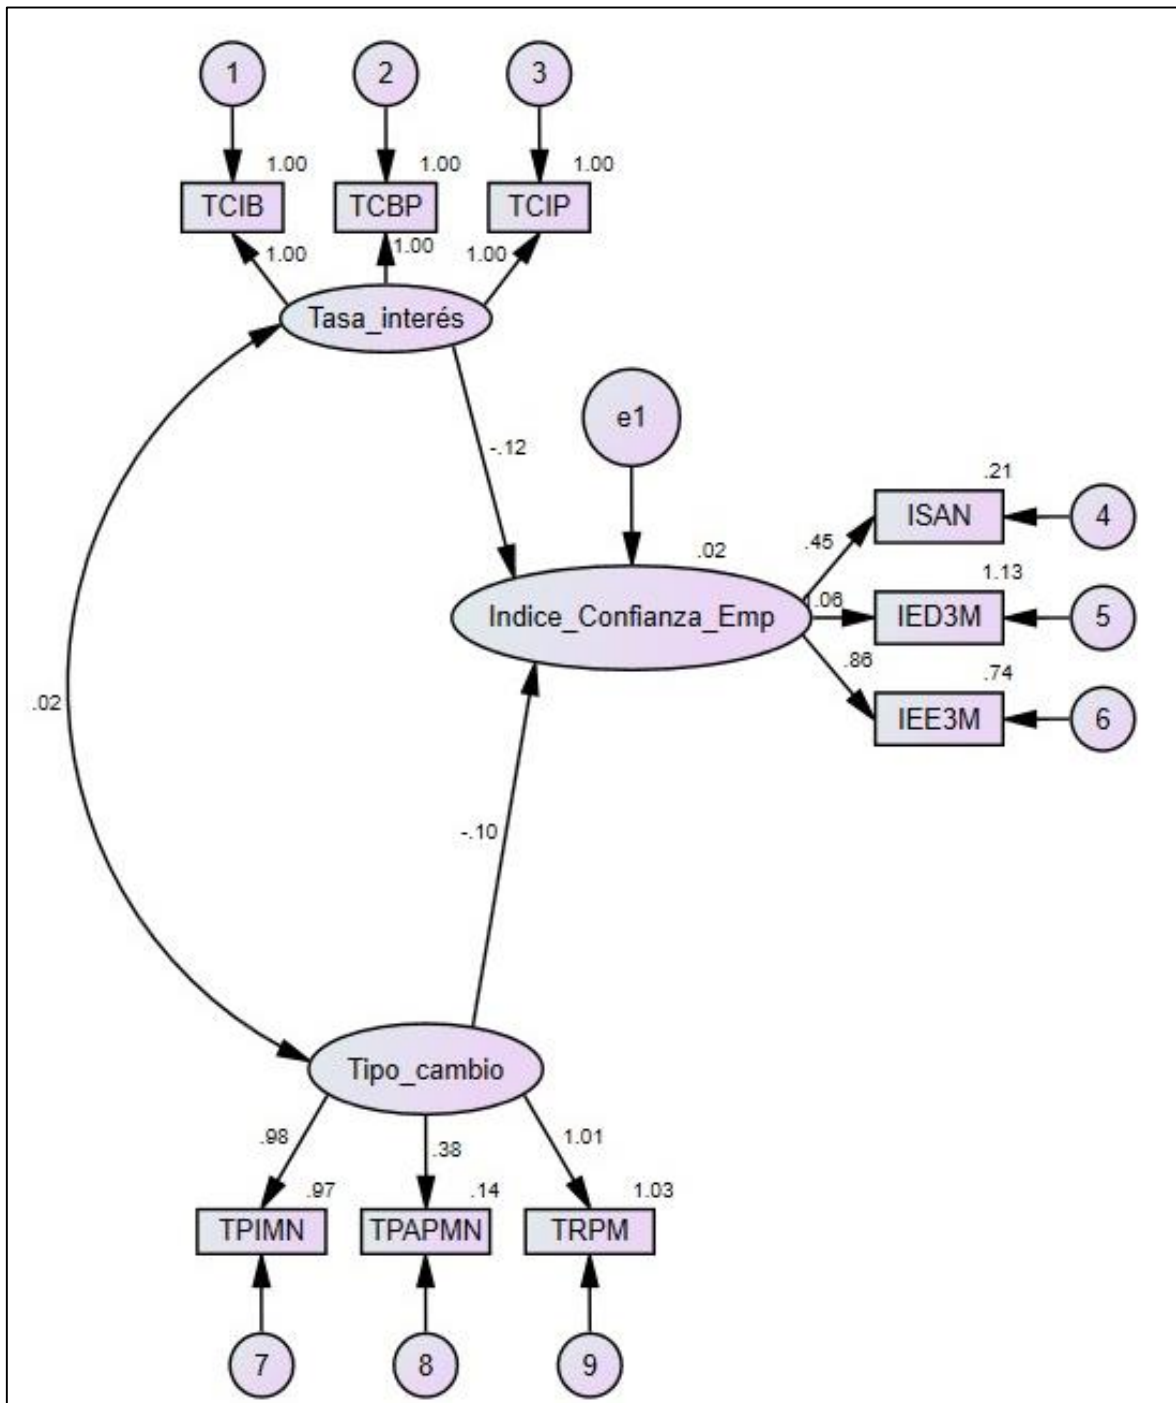 1 2 3
1.00 1.00 1.00
TCIB TCBP TCIP
1.00 1.00 1.00
Tasa_interés
e1
-.12
.21
ISAN 4
.45
.02
1.13
Indice_Confianza_Emp .06 IED3M 5
.86 .74
IEE3M 6
.02
-.10
Tipo_cambio
.98 .38 1.01
.97 .14 1.03
TPIMN TPAPMN TRPM
7 8 9